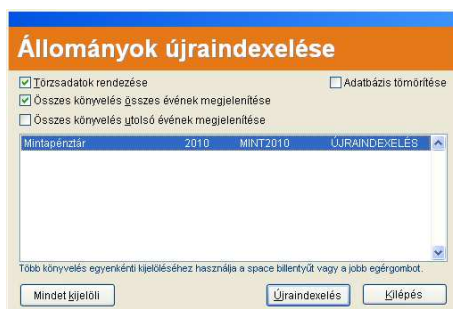 Állományok újraindexelése
Törzsadatok rendezése Adatbázis tömörítése
Összes könyvelés összes évének megjelenítése
Összes könyvelés utolsó évének megjelenítése
Mintapénztár 2010 MINT2010 ÚJRAINDEXELÉS
Több könyvelés egyenkénti kijelöléséhez használja a space billentyűt vagy a jobb egérgombot.
Mindet kijelöli Újraindexelés Kilépés